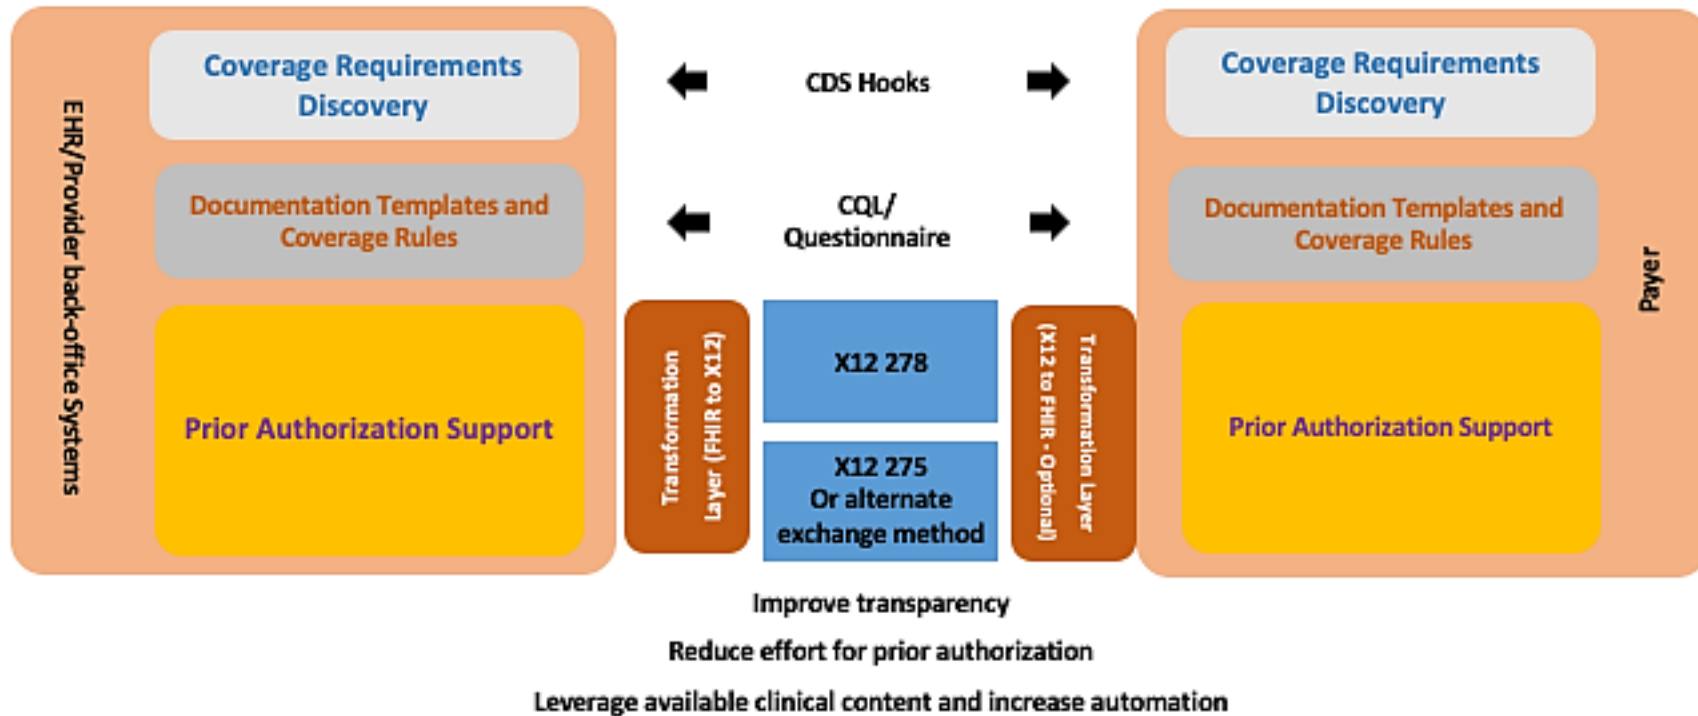 EHR/Provider back-office Systems
Coverage Requirements
Discovery
Documentation Templates and
Coverage Rules
Prior Authorization Support
CDS Hooks
CQL/
Questionnaire
Transformation
Layer (FHIR to X12)
X12 278
X12 275
Or alternate
exchange method
Transformation Layer
(X12 to FHIR - Optional)
Coverage Requirements
Discovery
Documentation Templates and
Coverage Rules
Prior Authorization Support
Payer
Improve transparency
Reduce effort for prior authorization
Leverage available clinical content and increase automation